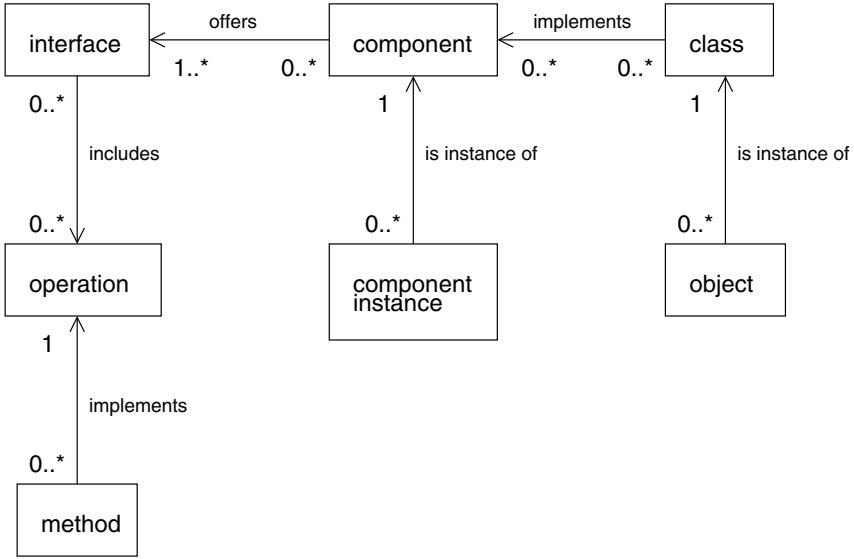 offers
implements
interface
component
class
1..*
0..*
0..*
0..*
0..*
1
1
includes
is instance of
is instance of
0..*
0..*
0..*
operation
component
instance
object
1
implements
0..*
method